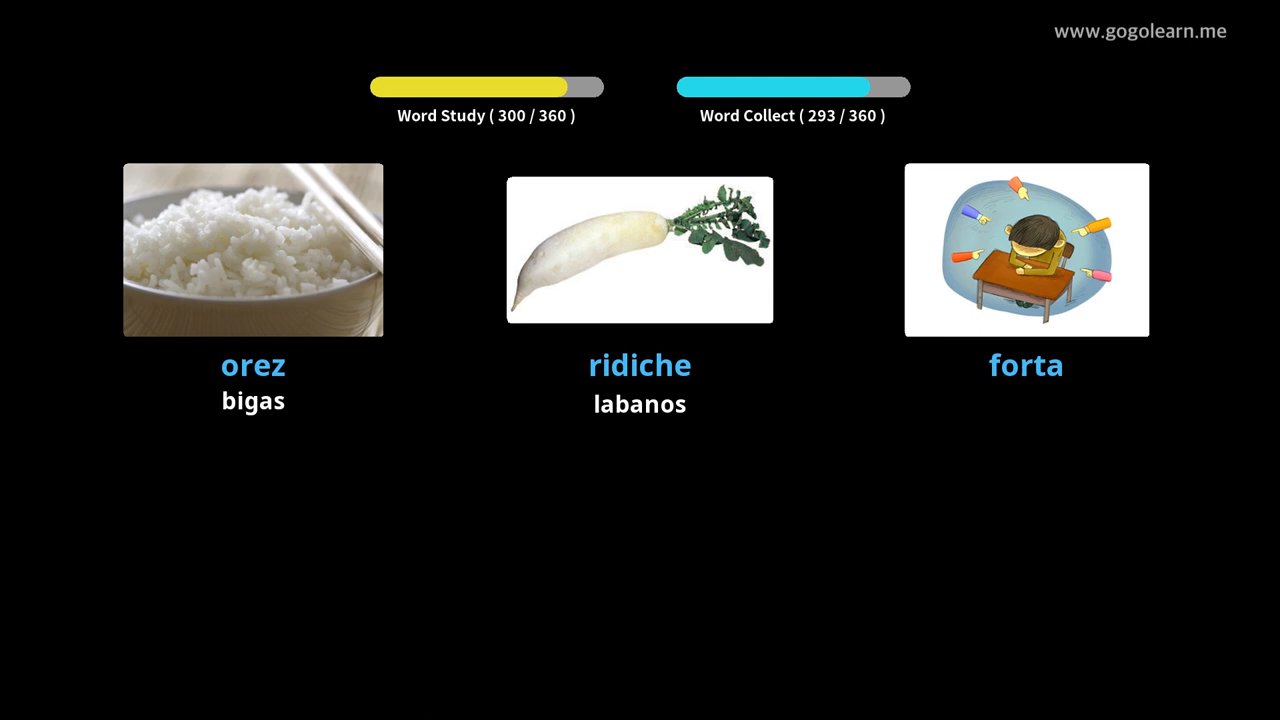 www.gogolearn.me
Word Study ( 300 / 360 )
Word Collect ( 293 / 360 )
orez
bigas
ridiche
labanos
forta